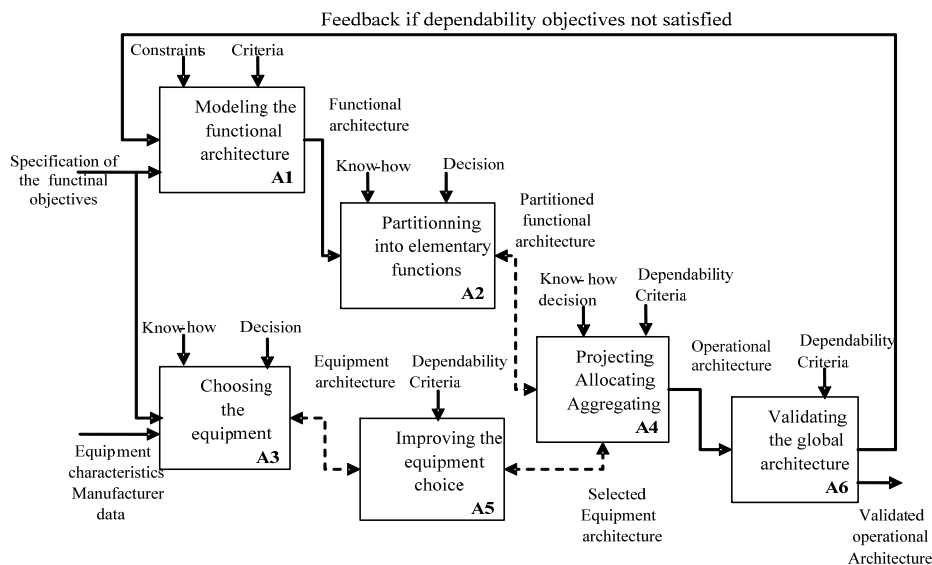 Feedback if dependability objectives not satisfied
Constraints
Criteria
Modeling the
functional
architecture
A1
Functional
architecture
Specification of
the functinal
objectives
Know-how
Decision
Partitionning
into elementary
functions
A2
Partitioned
functional
architecture
Know-how
decision
Dependability
Criteria
Projecting
Allocating
Aggregating
A4
Know-how
Decision
Choosing
the
equipment
A3
Equipment
characteristics
Manufacturer
data
Equipment
architecture
Dependability
Criteria
Improving the
equipment
choice
A5
Selected
Equipment
architecture
Operational
architecture
Dependability
Criteria
Validating
the global
architecture
A6
Validated
operational
Architecture